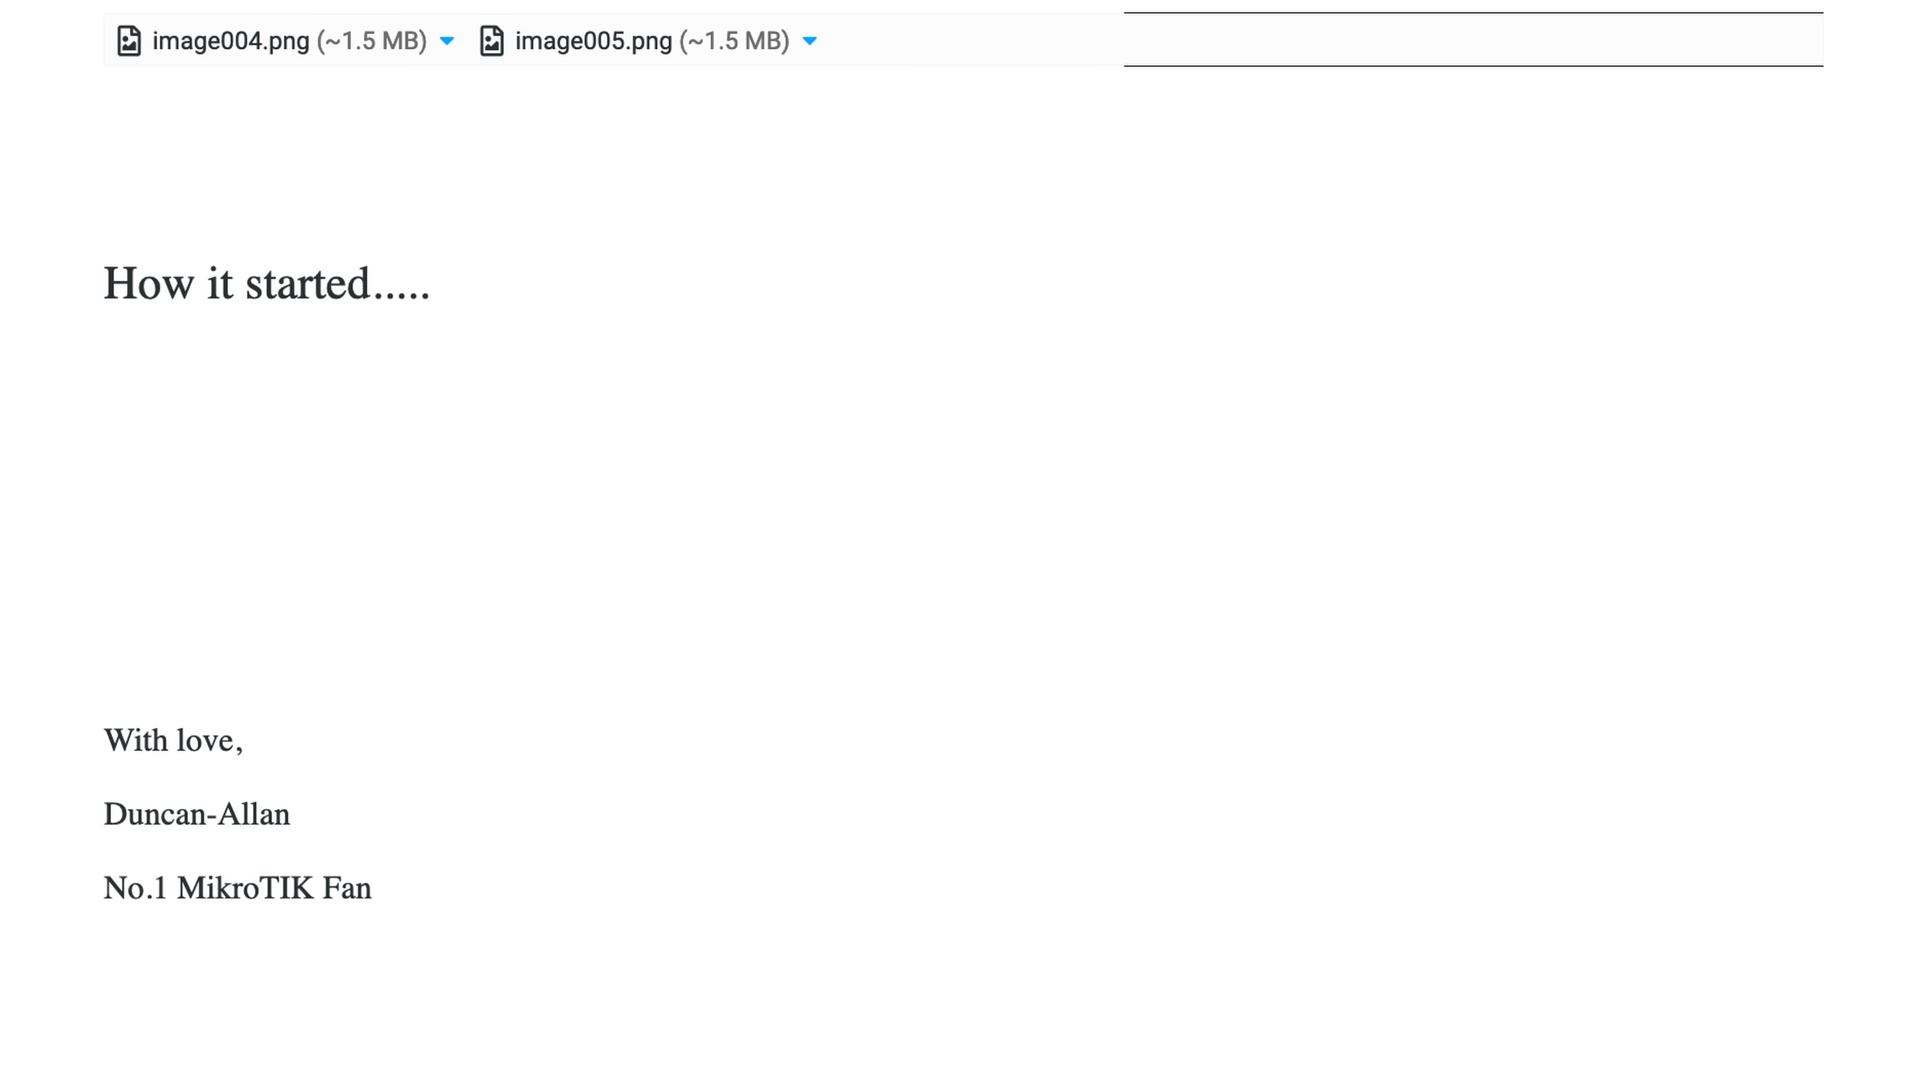 image004.png (~1.5 MB) image005.png (~1.5 MB)
How it started.....
With love,
Duncan-Allan
No.1 MikroTIK Fan